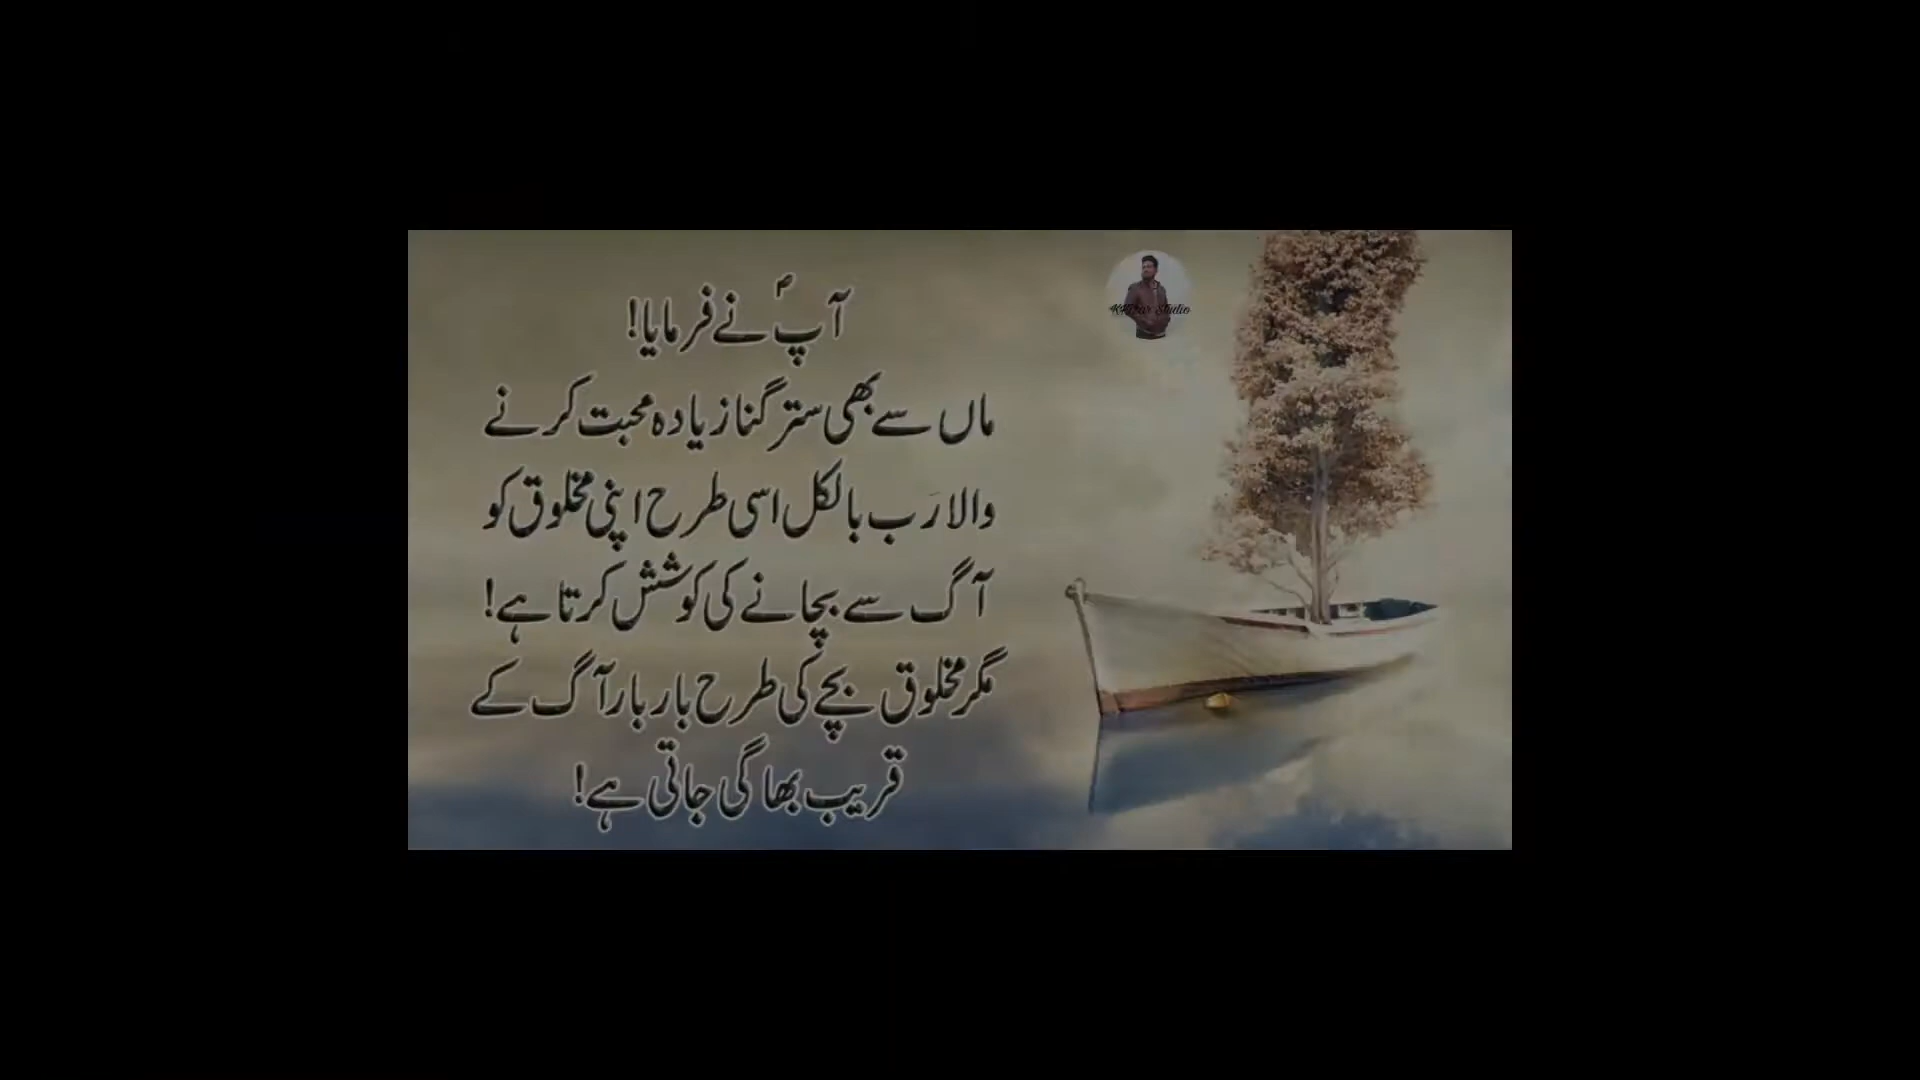 آپؐ نے فرمایا!
ماں سے بھی ستر گنا زیادہ محبت کرنے
والا رَب بالکل اسی طرح اپنی مخلوق کو
آگ سے بچانے کی کوشش کرتا ہے!
مگر مخلوق بچے کی طرح بار بار آگ کے
قریب بھاگی جاتی ہے!
Studio